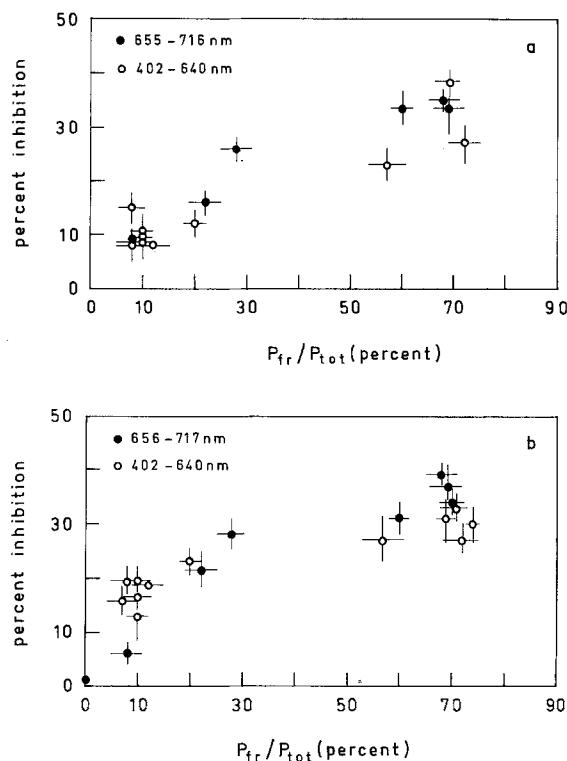 50
30
10
0
percent inhibition
● 655-716 nm
○ 402-640 nm
a
0 10 30 50 70 90
Pfr/Ptot (percent)
50
30
10
0
percent inhibition
● 656-717 nm
○ 402-640 nm
b
0 10 30 50 70 90
Pfr/Ptot (percent)